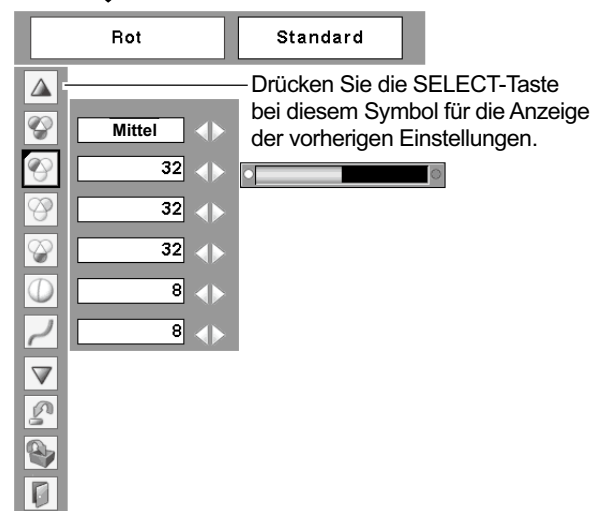 Rot
Standard
Drücken Sie die SELECT-Taste
bei diesem Symbol für die Anzeige
der vorherigen Einstellungen.
Mittel
32
32
32
8
8